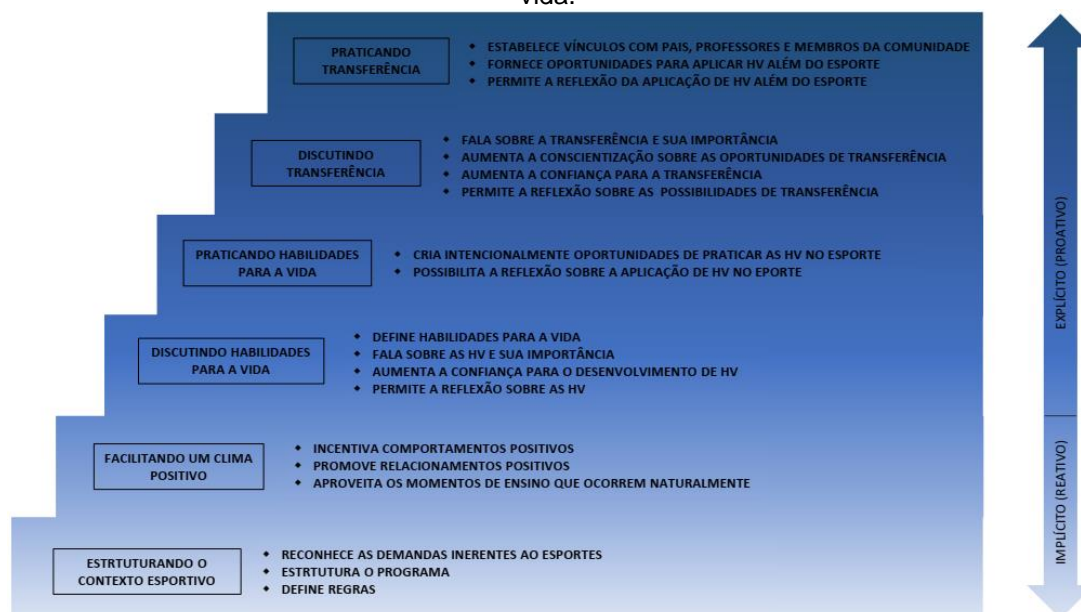 vida.
PRATICANDO
TRANSFERÊNCIA
◆ ESTABELECE VÍNCULOS COM PAIS, PROFESSORES E MEMBROS DA COMUNIDADE
◆ FORNECE OPORTUNIDADES PARA APLICAR HV ALÉM DO ESPORTE
◆ PERMITE A REFLEXÃO DA APLICAÇÃO DE HV ALÉM DO ESPORTE
DISCUTINDO
TRANSFERÊNCIA
◆ FALA SOBRE A TRANSFERÊNCIA E SUA IMPORTÂNCIA
◆ AUMENTA A CONSCIENTIZAÇÃO SOBRE AS OPORTUNIDADES DE TRANSFERÊNCIA
◆ AUMENTA A CONFIANÇA PARA A TRANSFERÊNCIA
◆ PERMITE A REFLEXÃO SOBRE AS POSSIBILIDADES DE TRANSFERÊNCIA
PRATICANDO HABILIDADES
PARA A VIDA
◆ CRIA INTENCIONALMENTE OPORTUNIDADES DE PRATICAR AS HV NO ESPORTE
◆ POSSIBILITA A REFLEXÃO SOBRE A APLICAÇÃO DE HV NO EPORTE
DISCUTINDO HABILIDADES
PARA A VIDA
◆ DEFINE HABILIDADES PARA A VIDA
◆ FALA SOBRE AS HV E SUA IMPORTÂNCIA
◆ AUMENTA A CONFIANÇA PARA O DESENVOLVIMENTO DE HV
◆ PERMITE A REFLEXÃO SOBRE AS HV
FACILITANDO UM CLIMA
POSITIVO
◆ INCENTIVA COMPORTAMENTOS POSITIVOS
◆ PROMOVE RELACIONAMENTOS POSITIVOS
◆ APROVEITA OS MOMENTOS DE ENSINO QUE OCORREM NATURALMENTE
ESTRTUTURANDO O
CONTEXTO ESPORTIVO
◆ RECONHECE AS DEMANDAS INERENTES AO ESPORTES
◆ ESTRTUTURA O PROGRAMA
◆ DEFINE REGRAS
EXPLÍCITO (PROATIVO)
IMPLÍCITO (REATIVO)